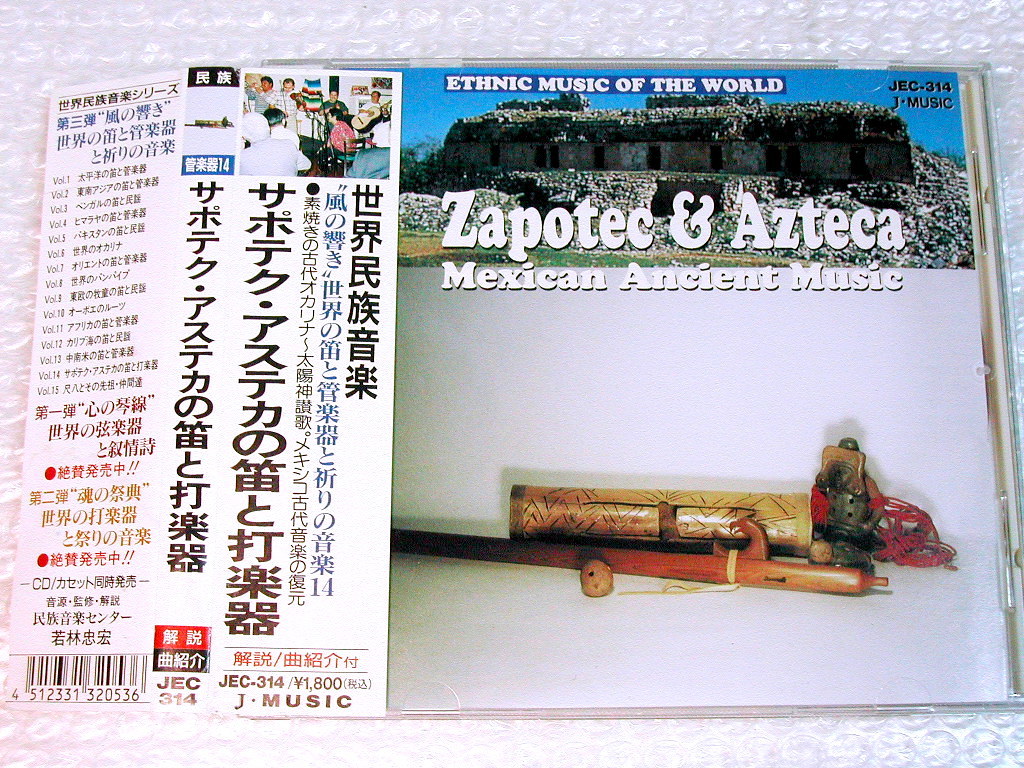 世界民族音楽シリーズ
第三弾“風の響き”
世界の笛と管楽器
と祈りの音楽
Vol.1 太平洋の笛と管楽器
Vol.2 東南アジアの笛と管楽器
Vol.3 ベンガルの笛と民謡
Vol.4 ヒマラヤの笛と管楽器
Vol.5 パキスタンの笛と民謡
Vol.6 世界のオカリナ
Vol.7 オリエントの笛と管楽器
Vol.8 世界のパンパイプ
Vol.9 東欧の牧童の笛と民謡
Vol.10 オーボエのルーツ
Vol.11 アフリカの笛と管楽器
Vol.12 カリブ海の笛と民謡
Vol.13 中南米の笛と管楽器
Vol.14 サポテク・アステカの笛と打楽器
Vol.15 尺八とその先祖・仲間達
第一弾“心の琴線”
世界の弦楽器
と叙情詩
●絶賛発売中!!
第二弾“魂の祭典”
世界の打楽器
と祭りの音楽
●絶賛発売中!!
—CD/カセット同時発売—
音源・監修・解説
民族音楽センター
若林忠宏
4 512331 320536
民族
管楽器14
サポテク・アステカの笛と打楽器
解説
曲紹介
JEC
314
世界民族音楽
“風の響き”世界の笛と管楽器と祈りの音楽14
●素焼きの古代オカリナ〜太陽神讃歌。メキシコ古代音楽の復元
サポテク・アステカの笛と打楽器
解説/曲紹介付
JEC-314/¥1,800(税込)
J・MUSIC
ETHNIC MUSIC OF THE WORLD
JEC-314
J・MUSIC
Zapotec & Azteca
Mexican Ancient Music